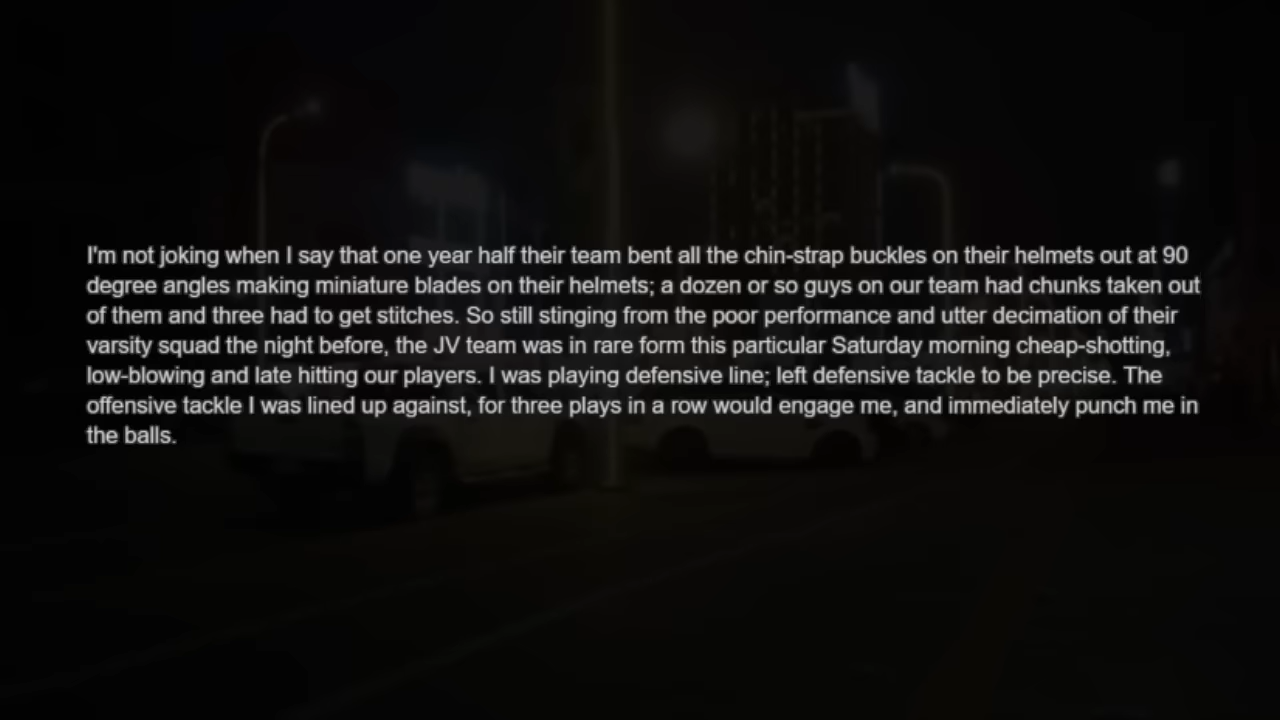 I'm not joking when I say that one year half their team bent all the chin-strap buckles on their helmets out at 90
degree angles making miniature blades on their helmets; a dozen or so guys on our team had chunks taken out
of them and three had to get stitches. So still stinging from the poor performance and utter decimation of their
varsity squad the night before, the JV team was in rare form this particular Saturday morning cheap-shotting,
low-blowing and late hitting our players. I was playing defensive line; left defensive tackle to be precise. The
offensive tackle I was lined up against, for three plays in a row would engage me, and immediately punch me in
the balls.